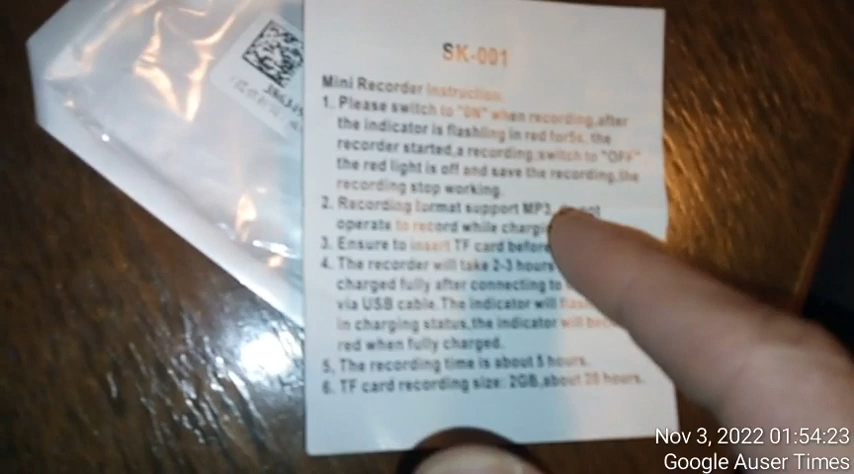 SK-001
Mini Recorder Instruction
1. Please switch to "ON" when recording,after
the indicator is flashling in red for5s, the
recorder started,a recording,switch to "OFF"
the red light is off and save the recording,the
recording stop working.
2. Recording format support MP3, not
operate to record while
3. Ensure to insert TF card before
4. The recorder will take 2-3 hours
charged fully after connecting to
via USB cable.The indicator will
in charging status,the indicator will
red when fully charged.
5. The recording time is about 5 hours.
6. TF card recording size: 2GB,about 20 hours.
Nov 3, 2022 01:54:23
Google Auser Times